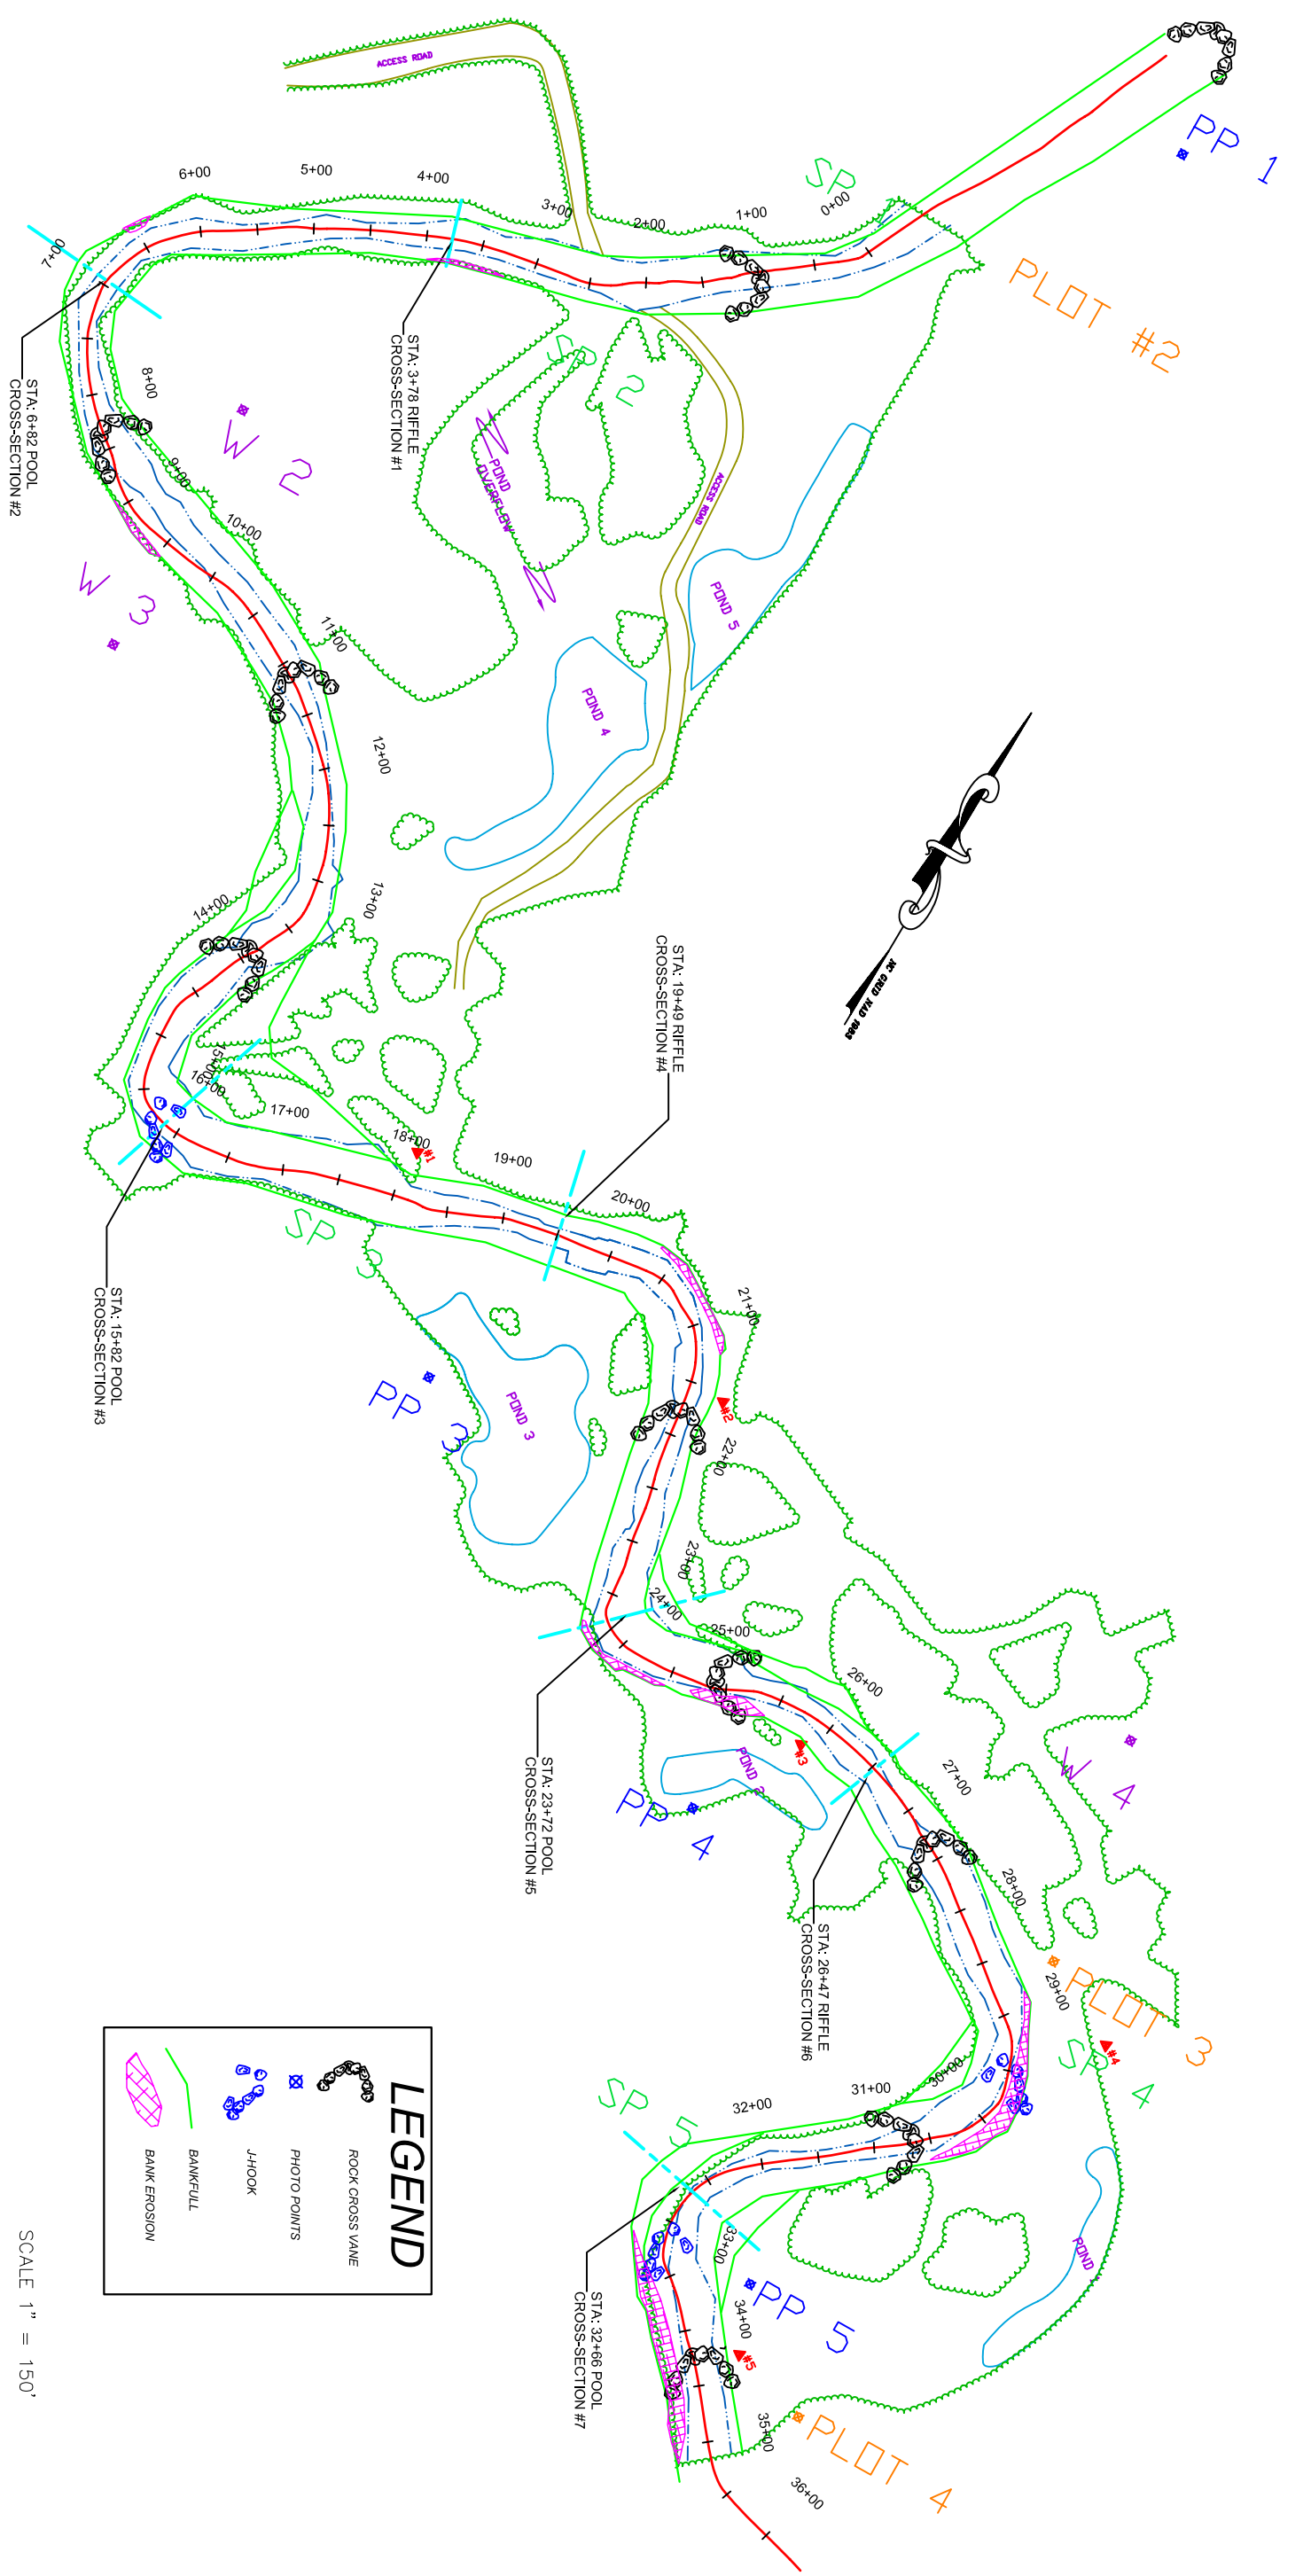 PP 1
ACCESS ROAD
SP
0+00
1+00
2+00
3+00
4+00
5+00
6+00
7+00
PLOT #2
STA: 3+78 RIFFLE
CROSS-SECTION #1
STA: 6+82 POOL
CROSS-SECTION #2
SP 2
8+00
W 2
9+00
POND
OVERFLOW
ACCESS ROAD
10+00
W 3
POND 5
11+00
POND 4
12+00
13+00
14+00
NC GRID NAD 1983
STA: 19+49 RIFFLE
CROSS-SECTION #4
15+00
16+00
17+00
18+00
#1
19+00
20+00
SP 3
STA: 15+82 POOL
CROSS-SECTION #3
21+00
PP 3
POND 3
#2
22+00
23+00
24+00
25+00
26+00
STA: 23+72 POOL
CROSS-SECTION #5
#3
POND 2
PP 4
27+00
W 4
28+00
STA: 26+47 RIFFLE
CROSS-SECTION #6
29+00
PLOT 3
#4
SP 4
30+00
31+00
32+00
SP 5
POND
33+00
PP 5
34+00
#5
STA: 32+66 POOL
CROSS-SECTION #7
35+00
PLOT 4
36+00
LEGEND
ROCK CROSS VANE
PHOTO POINTS
J-HOOK
BANKFULL
BANK EROSION
SCALE 1" = 150'